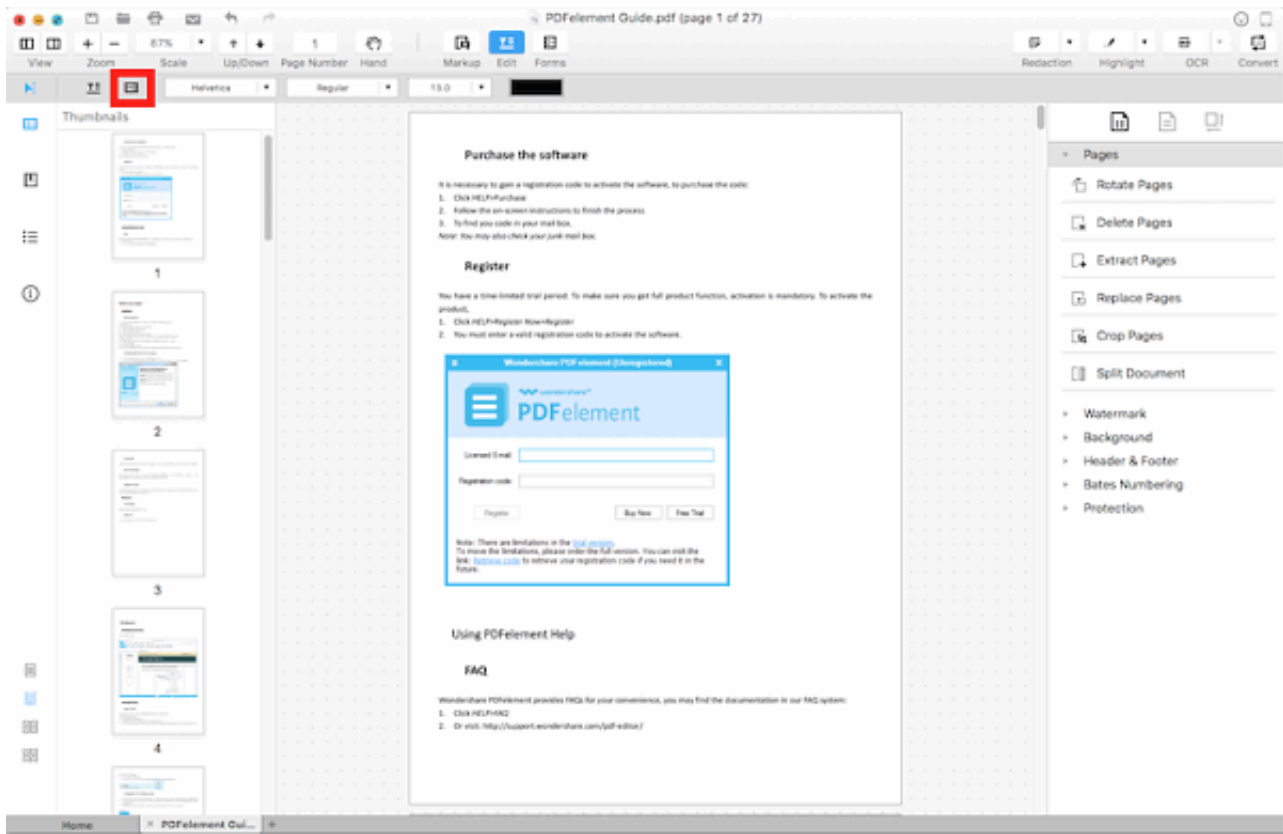 PDFelement Guide.pdf (page 1 of 27)
87% 1
View Zoom Scale Up/Down Page Number Hand Markup Edit Forms Redaction Highlight OCR Convert
Helvetica Regular 13.0
Thumbnails
1
2
3
4
Purchase the software
It is necessary to gain a registration code to activate the software, to purchase the code:
1. Click HELP>Purchase
2. Follow the on-screen instructions to finish the process
3. To find you code in your mail box.
Note: You may also check your junk mail box.
Register
You have a time-limited trial period. To make sure you get full product function, activation is mandatory. To activate the
product,
1. Click HELP>Register Now>Register
2. You must enter a valid registration code to activate the software.
Wondershare PDFelement (Unregistered)
wondershare™
PDFelement
Licensed E-mail:
Registration code:
Register Buy Now Free Trial
Note: There are limitations in the trial version.
To move the limitations, please order the full version. You can visit the
link: Retrieve code to retrieve your registration code if you need it in the
future.
Using PDFelement Help
FAQ
Wondershare PDFelement provides FAQs for your convenience, you may find the documentation in our FAQ system:
1. Click HELP>FAQ
2. Or visit: http://support.wondershare.com/pdf-editor/
Pages
Rotate Pages
Delete Pages
Extract Pages
Replace Pages
Crop Pages
Split Document
Watermark
Background
Header & Footer
Bates Numbering
Protection
Home × PDFelement Gui... +